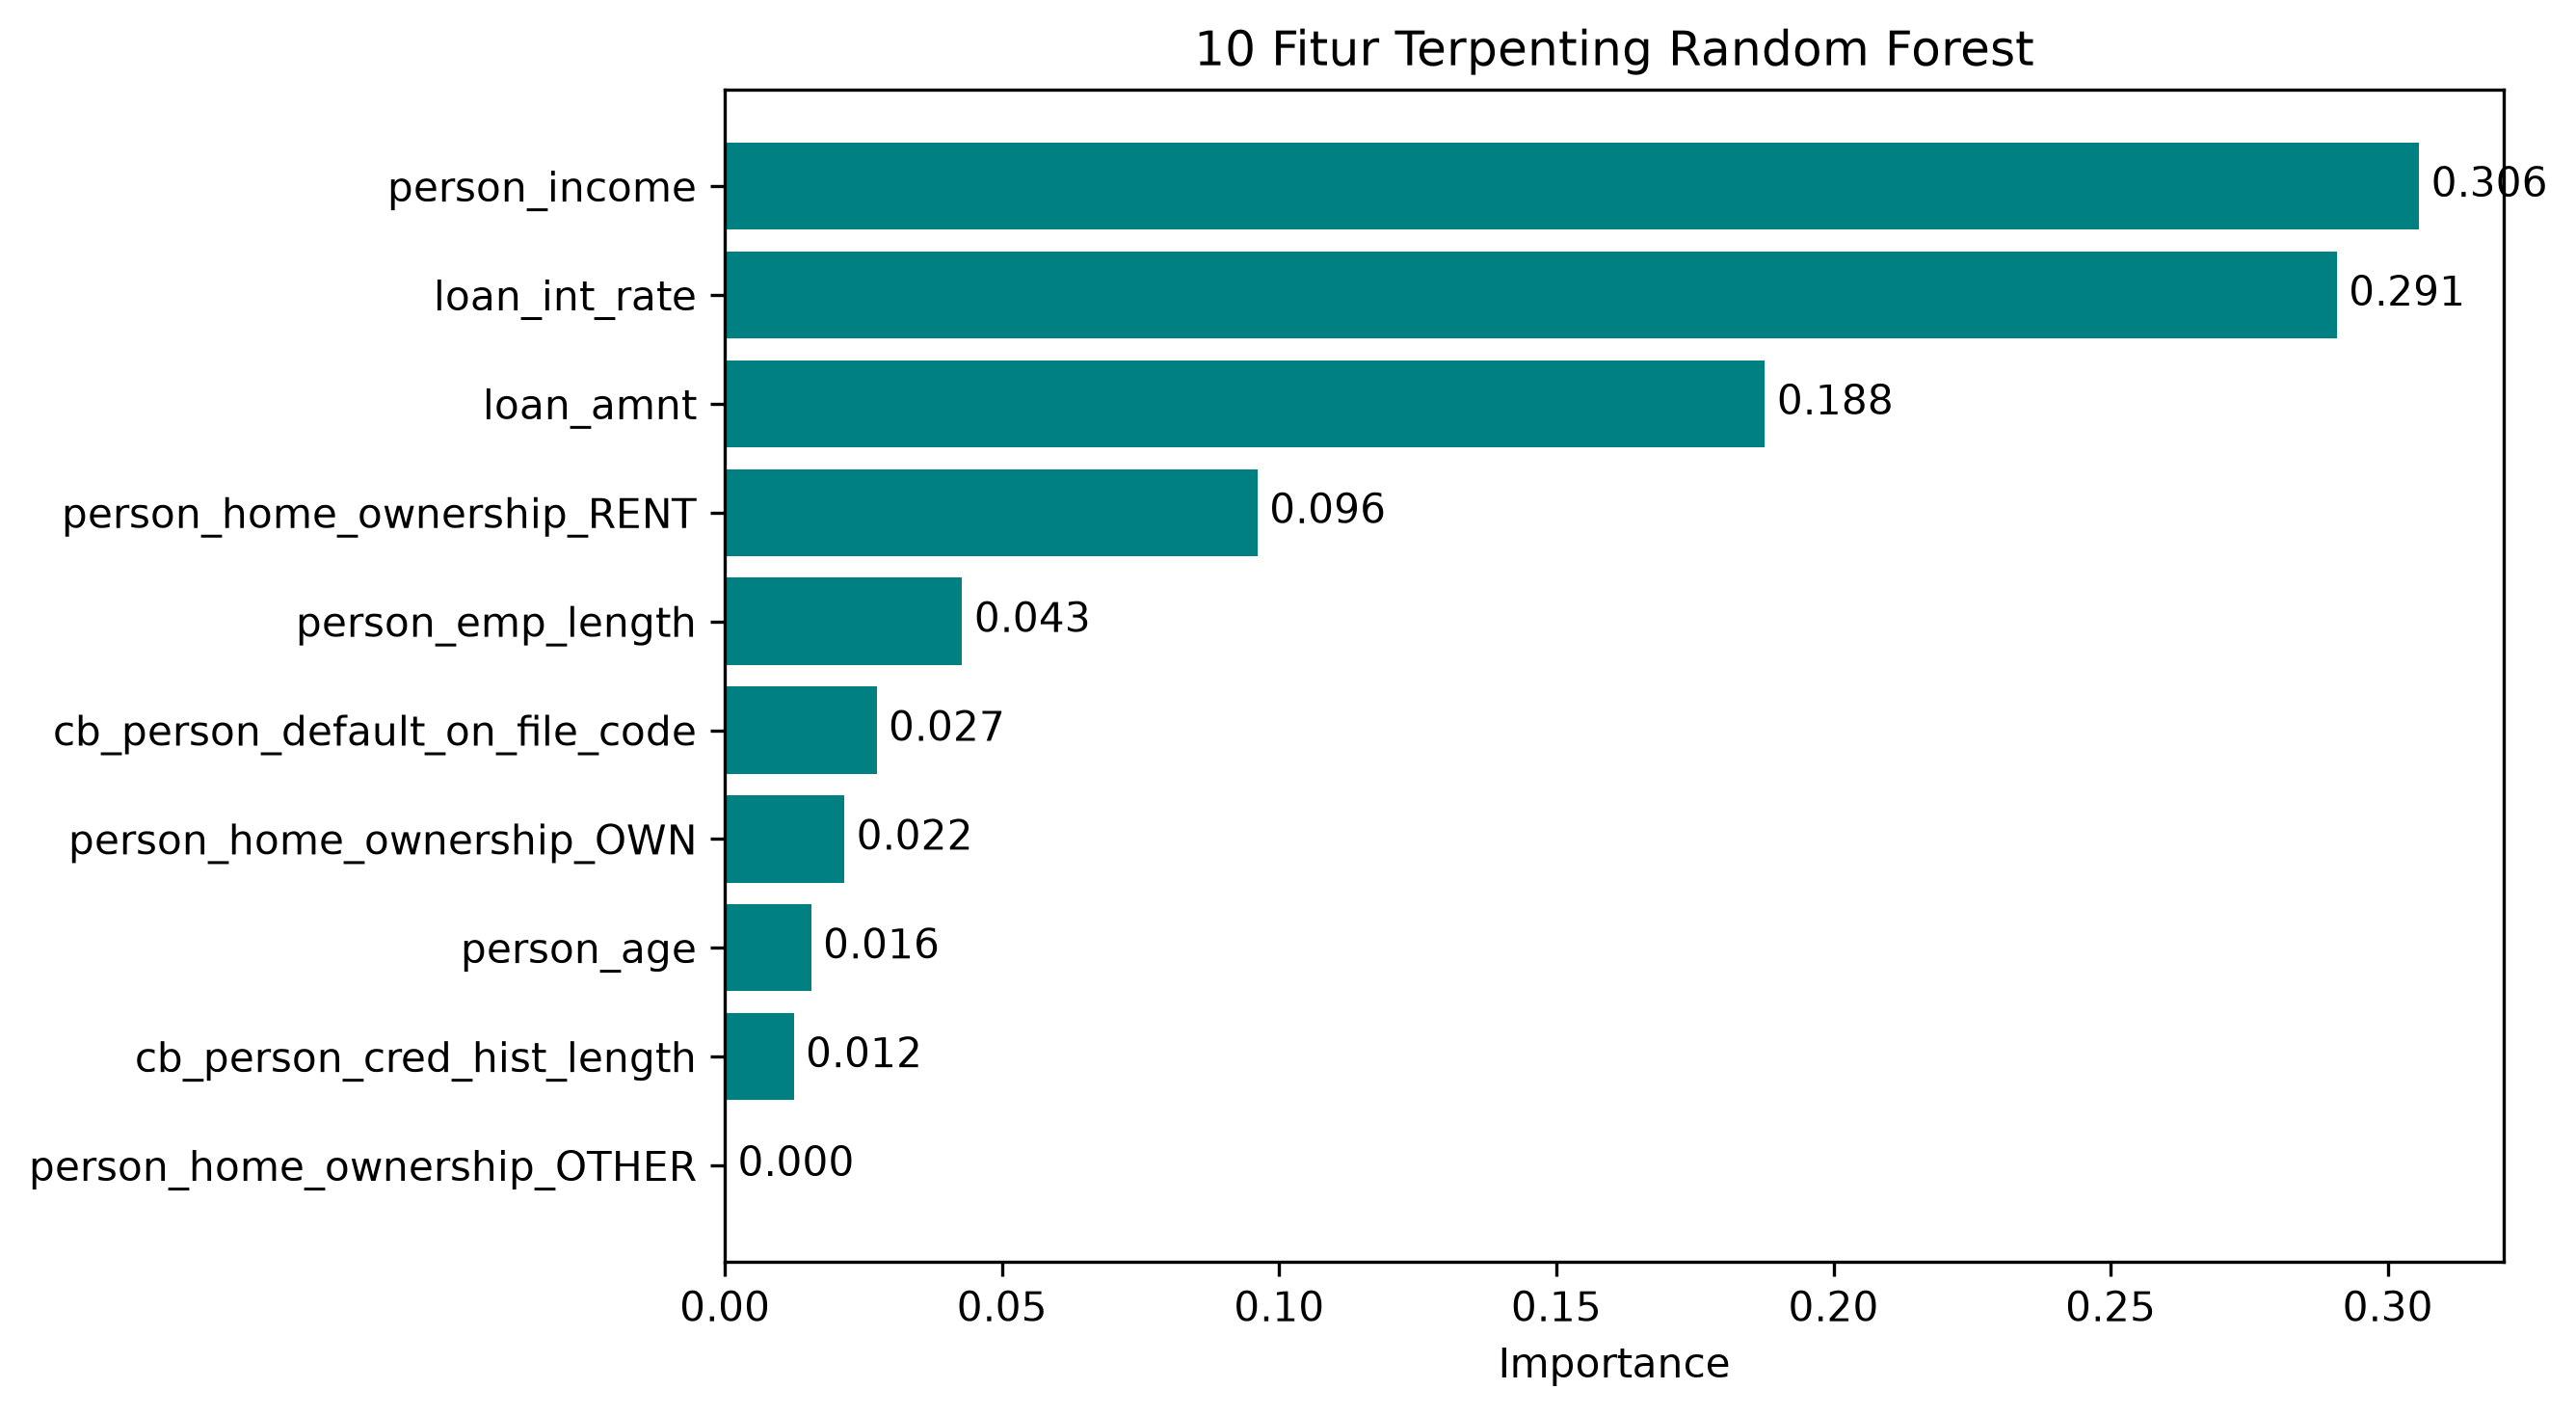 10 Fitur Terpenting Random Forest
person_income 0.306
loan_int_rate 0.291
loan_amnt 0.188
person_home_ownership_RENT 0.096
person_emp_length 0.043
cb_person_default_on_file_code 0.027
person_home_ownership_OWN 0.022
person_age 0.016
cb_person_cred_hist_length 0.012
person_home_ownership_OTHER 0.000
0.00 0.05 0.10 0.15 0.20 0.25 0.30
Importance